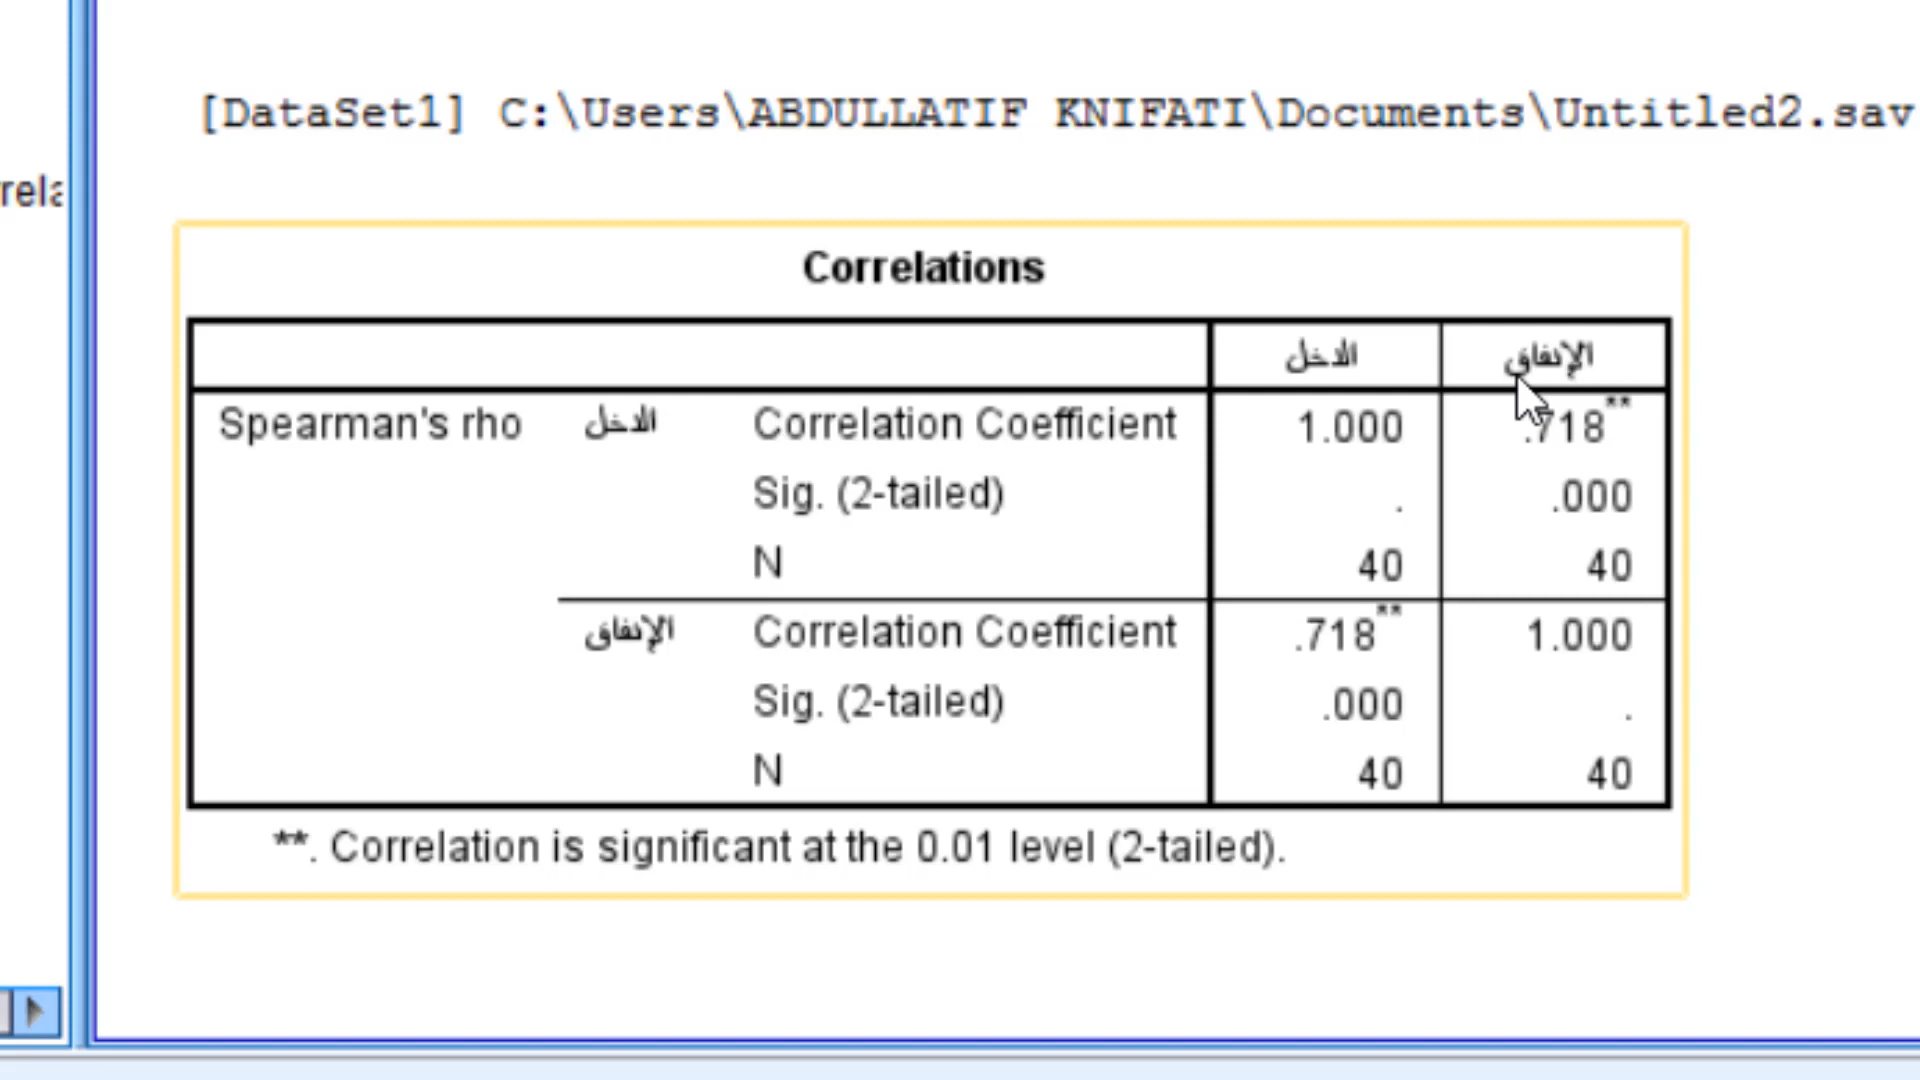 [DataSet1] C:\Users\ABDULLATIF KNIFATI\Documents\Untitled2.sav
Correlations
الدخل الإنفاق
Spearman's rho الدخل Correlation Coefficient 1.000 .718**
Sig. (2-tailed) . .000
N 40 40
الإنفاق Correlation Coefficient .718** 1.000
Sig. (2-tailed) .000 .
N 40 40
**. Correlation is significant at the 0.01 level (2-tailed).